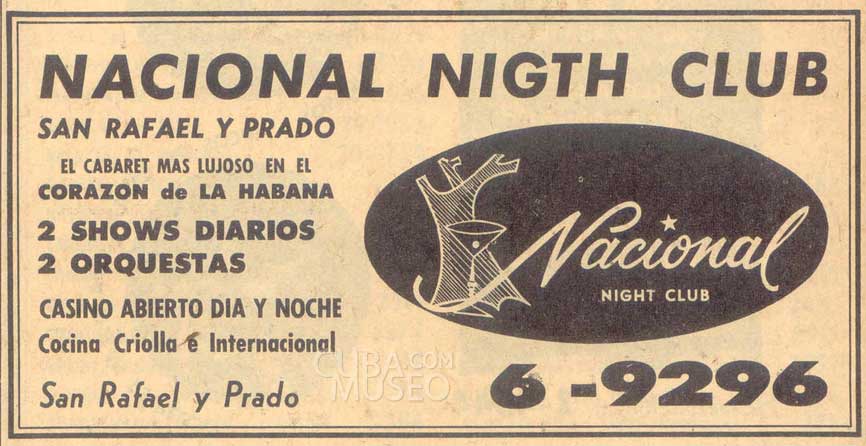 NACIONAL NIGTH CLUB
SAN RAFAEL Y PRADO
EL CABARET MAS LUJOSO EN EL
CORAZON de LA HABANA
2 SHOWS DIARIOS
2 ORQUESTAS
CASINO ABIERTO DIA Y NOCHE
Cocina Criolla é Internacional
San Rafael y Prado
Nacional
NIGHT CLUB
6-9296
CUBA.COM
MUSEO